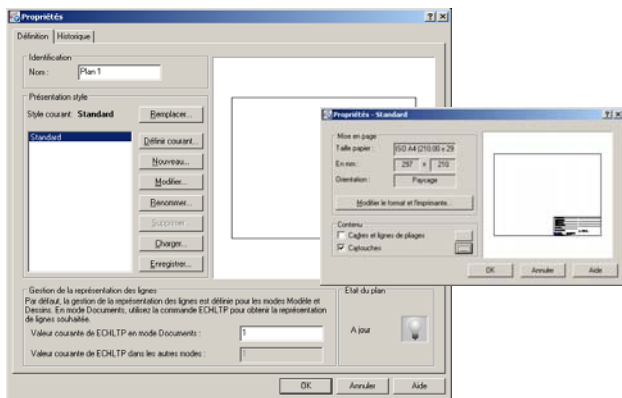 Propriétés
Définition
Historique
Identification
Nom :
Plan 1
Présentation style
Style courant: Standard
Remplacer...
Standard
Définir courant...
Nouveau...
Modifier...
Renommer...
Supprimer
Charger...
Enregistrer...
Gestion de la représentation des lignes
Par défaut, la gestion de la représentation des lignes est définie pour les modes Modèle et
Dessins. En mode Documents, utilisez la commande ECHLTP pour obtenir la représentation
de lignes souhaitée.
Valeur courante de ECHLTP en mode Documents :
1
Valeur courante de ECHLTP dans les autres modes :
1
Etat du plan
A jour
OK
Annuler
Aide
Propriétés - Standard
Mise en page
Taille papier :
ISO A4 (210.00 x 29
En mm :
297 x 210
Orientation :
Paysage
Modifier le format et l'imprimante...
Contenu
Cadres et lignes de pliages
Cartouches
OK
Annuler
Aide